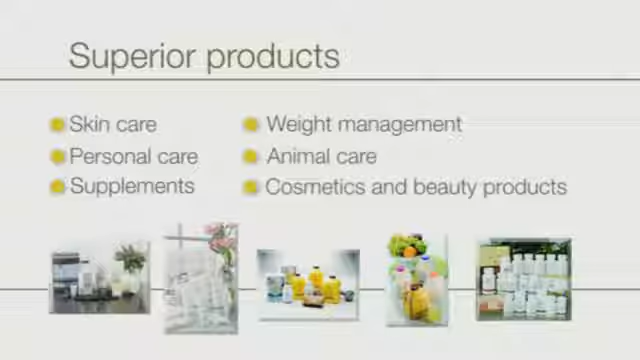 Superior products
Skin care
Personal care
Supplements
Weight management
Animal care
Cosmetics and beauty products